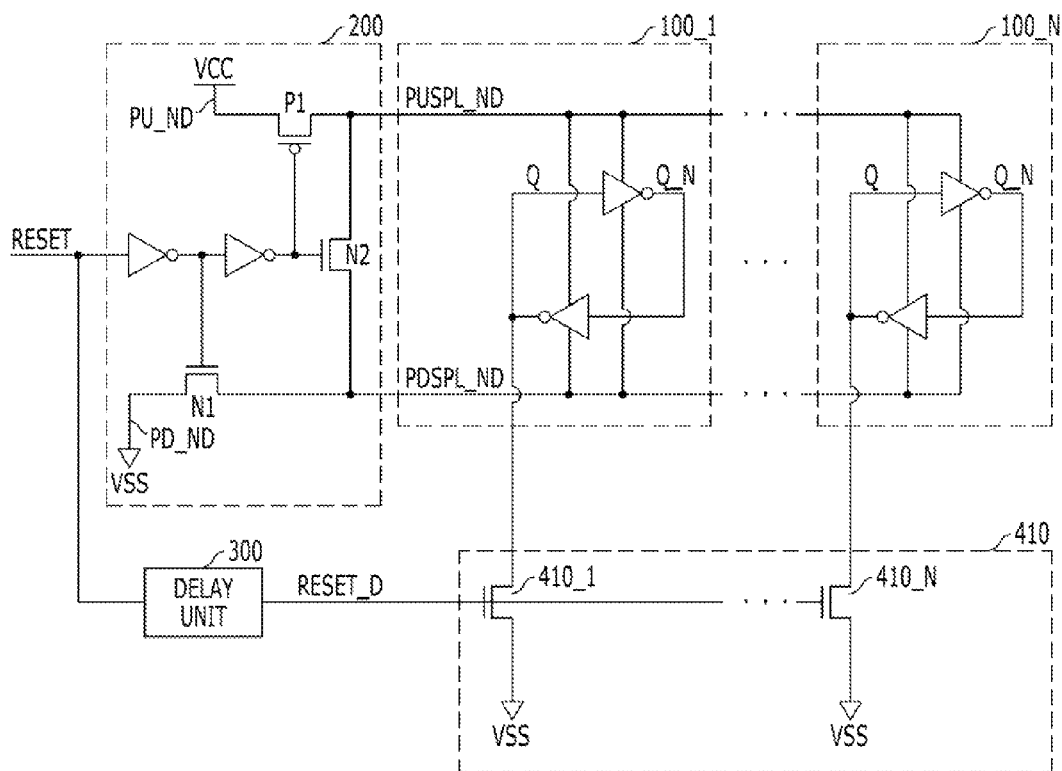 200
100_1
100_N
VCC
P1
PU_ND
PUSPL_ND
Q
Q_N
Q
Q_N
RESET
N2
PDSPL_ND
N1
PD_ND
VSS
300
DELAY
UNIT
RESET_D
410
410_1
410_N
VSS
VSS